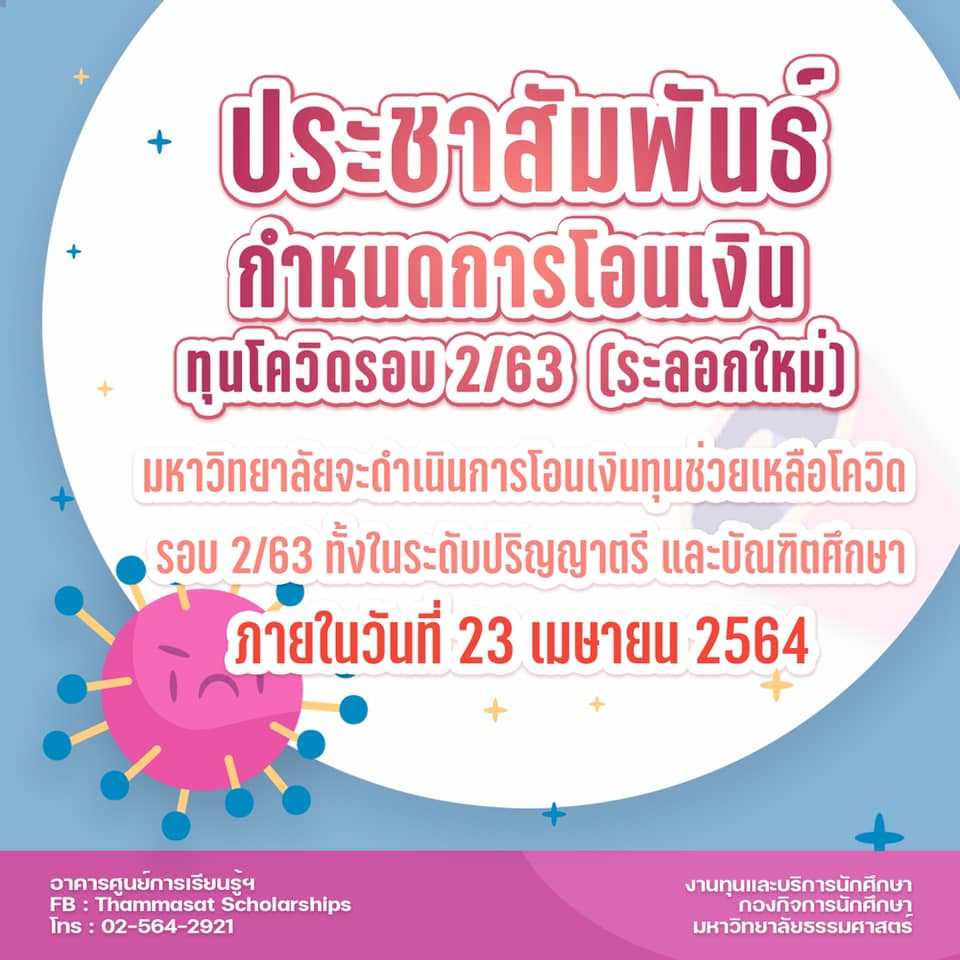 ประชาสัมพันธ์
กำหนดการโอนเงิน
ทุนโควิดรอบ 2/63 (ระลอกใหม่)
มหาวิทยาลัยจะดำเนินการโอนเงินทุนช่วยเหลือโควิด
รอบ 2/63 ทั้งในระดับปริญญาตรี และบัณฑิตศึกษา
ภายในวันที่ 23 เมษายน 2564
อาคารศูนย์การเรียนรู้ฯ
FB : Thammasat Scholarships
โทร : 02-564-2921
งานทุนและบริการนักศึกษา
กองกิจการนักศึกษา
มหาวิทยาลัยธรรมศาสตร์